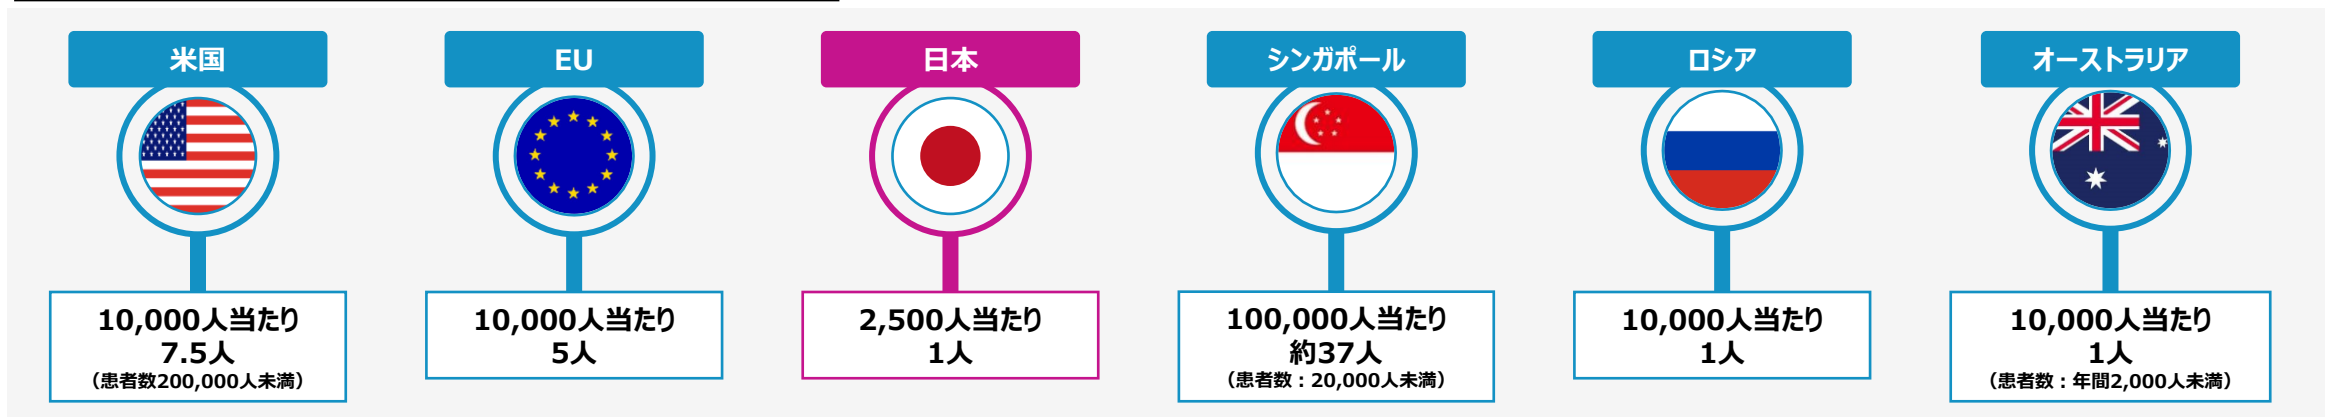 米国
10,000人当たり
7.5人
（患者数200,000人未満）
EU
10,000人当たり
5人
日本
2,500人当たり
1人
シンガポール
100,000人当たり
約37人
（患者数：20,000人未満）
ロシア
10,000人当たり
1人
オーストラリア
10,000人当たり
1人
（患者数：年間2,000人未満）